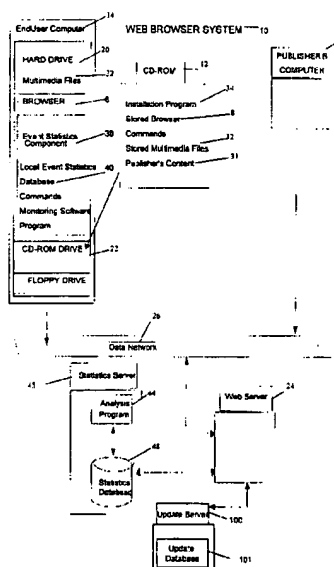 14
WEB BROWSER SYSTEM
10
EndUser Computer
20
HARD DRIVE
32
Multimedia Files
BROWSER
8
Event Statistics
Component
38
Local Event Statistics
40
Database
Commands
Monitoring Software
Program
CD-ROM DRIVE
22
FLOPPY DRIVE
12
CD-ROM
34
Installation Program
Stored Browser
8
Commands
32
Stored Multimedia Files
Publisher's Content
31
PUBLISHER'S
COMPUTER
26
Data Network
45
Statistics Server
44
Analysis
Program
48
Statistics
Database
24
Web Server
Update Server
100
Update
Database
101